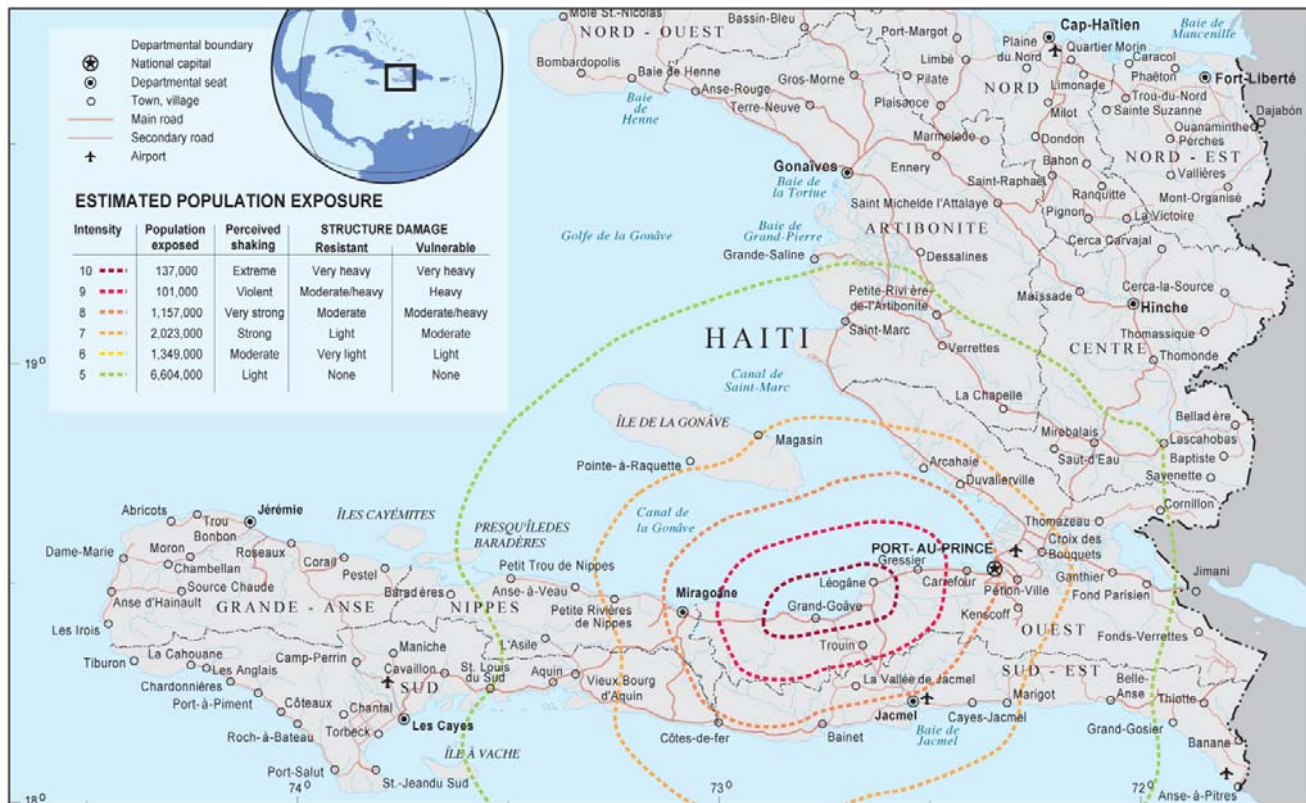 Departmental boundary
National capital
Departmental seat
Town, village
Main road
Secondary road
Airport
ESTIMATED POPULATION EXPOSURE
Intensity Population exposed Perceived shaking STRUCTURE DAMAGE
Resistant Vulnerable
10 137,000 Extreme Very heavy Very heavy
9 101,000 Violent Moderate/heavy Heavy
8 1,157,000 Very strong Moderate Moderate/heavy
7 2,023,000 Strong Light Moderate
6 1,349,000 Moderate Very light Light
5 6,604,000 Light None None
Môle St.-Nicolas
NORD - OUEST
Bombardopolis
Baie de Henne
Baie de Henne
Anse-Rouge
Bassin-Bleu
Gros-Morne
Terre-Neuve
Port-Margot
Limbé
Pilate
Plaisance
Marmelade
Ennery
Gonaïves
Baie de la Tortue
Plaine du Nord
Cap-Haïtien
Quartier Morin
NORD
Limonade
Milot
Dondon
Bahon
Saint-Raphaël
Ranquitte
Pignon
La Victoire
Baie de Mancenille
Caracol
Phaëton
Fort-Liberté
Trou-du-Nord
Sainte Suzanne
Ouanaminthe
Dajabón
Perches
NORD - EST
Vallières
Mont-Organisé
Saint Michelde l'Attalaye
Baie de Grand-Pierre
ARTIBONITE
Golfe de la Gonâve
Grande-Saline
Dessalines
Cerca Carvajal
Cerca-la-Source
Petite-Rivière-de-l'Artibonite
Maïssade
Hinche
HAITI
Saint-Marc
Thomassique
Verrettes
CENTRE
Thomonde
19°
Canal de Saint-Marc
La Chapelle
Belladère
ÎLE DE LA GONÂVE
Magasin
Mirebalais
Lascahobas
Saut-d'Eau
Baptiste
Savenette
Pointe-à-Raquette
Arcahaie
Duvalierville
Cornillon
Canal de la Gonâve
Thomazeau
Croix des Bouquets
PORT-AU-PRINCE
Abricots
Jérémie
ÎLES CAYÉMITES
PRESQU'ÎLEDES BARADÈRES
Trou Bonbon
Dame-Marie
Moron
Roseaux
Corail
Chambellan
Pestel
Petit Trou de Nippes
Source Chaude
Anse d'Hainault
GRANDE - ANSE
Baradères
NIPPES
Anse-à-Veau
Petite Rivières de Nippes
Miragoane
Léogâne
Grand-Goâve
Gressier
Carrefour
Pétion-Ville
Kenscoff
Ganthier
Fond Parisien
Jimani
OUEST
Fonds-Verrettes
Les Irois
Tiburon
La Cahouane
Les Anglais
Camp-Perrin
Maniche
L'Asile
Trouin
SUD - EST
Chardonnières
Port-à-Piment
Cavaillon
St. Louis du Sud
Aquin
Vieux Bourg d'Aquin
La Vallée de Jacmel
SUD
Côteaux
Chantal
Les Cayes
Torbeck
Roch-à-Bateau
ÎLE À VACHE
Port-Salut
St.-Jeandu Sud
Côtes-de-fer
Bainet
Jacmel
Baie de Jacmel
Cayes-Jacmel
Marigot
Belle-Anse
Thiotte
Grand-Gosier
Banane
Anse-à-Pitres
18°
74°
73°
72°